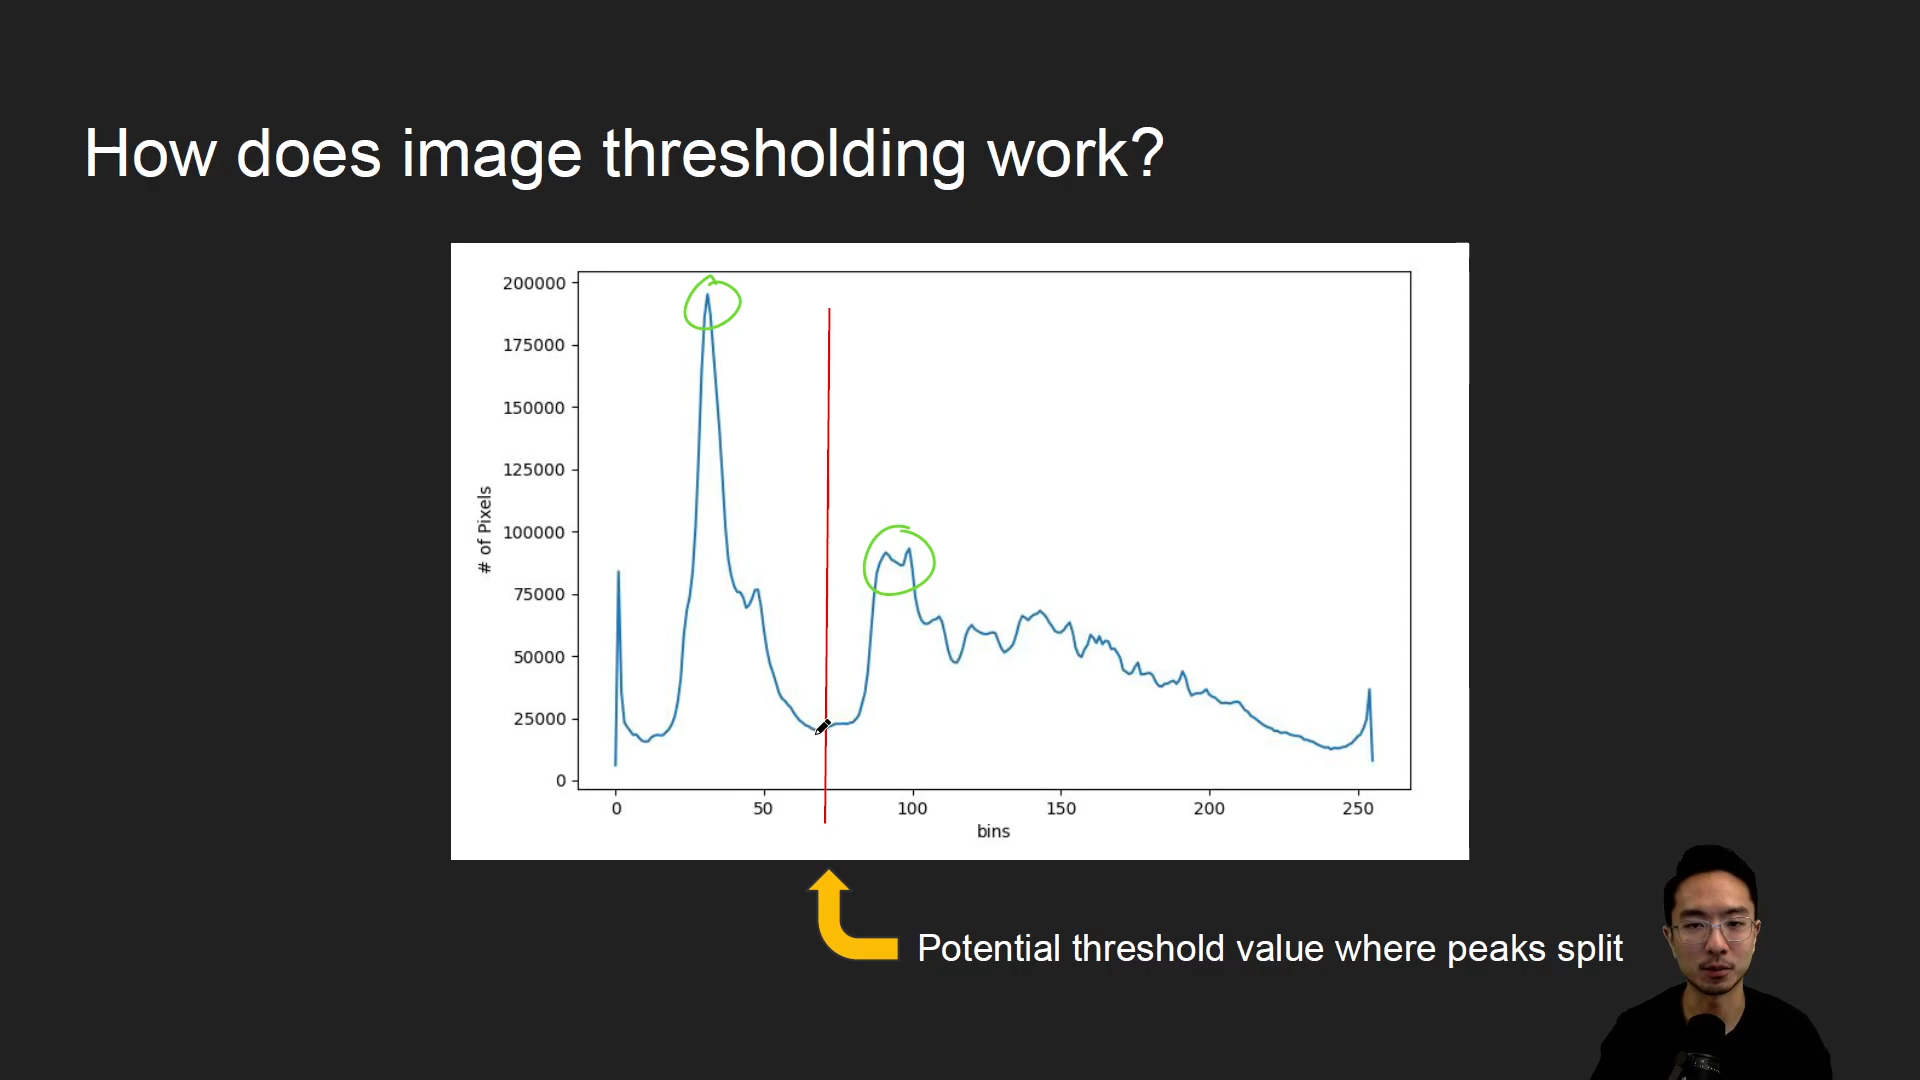 How does image thresholding work?
200000
175000
150000
125000
100000
75000
50000
25000
0
# of Pixels
0 50 100 150 200 250
bins
Potential threshold value where peaks split